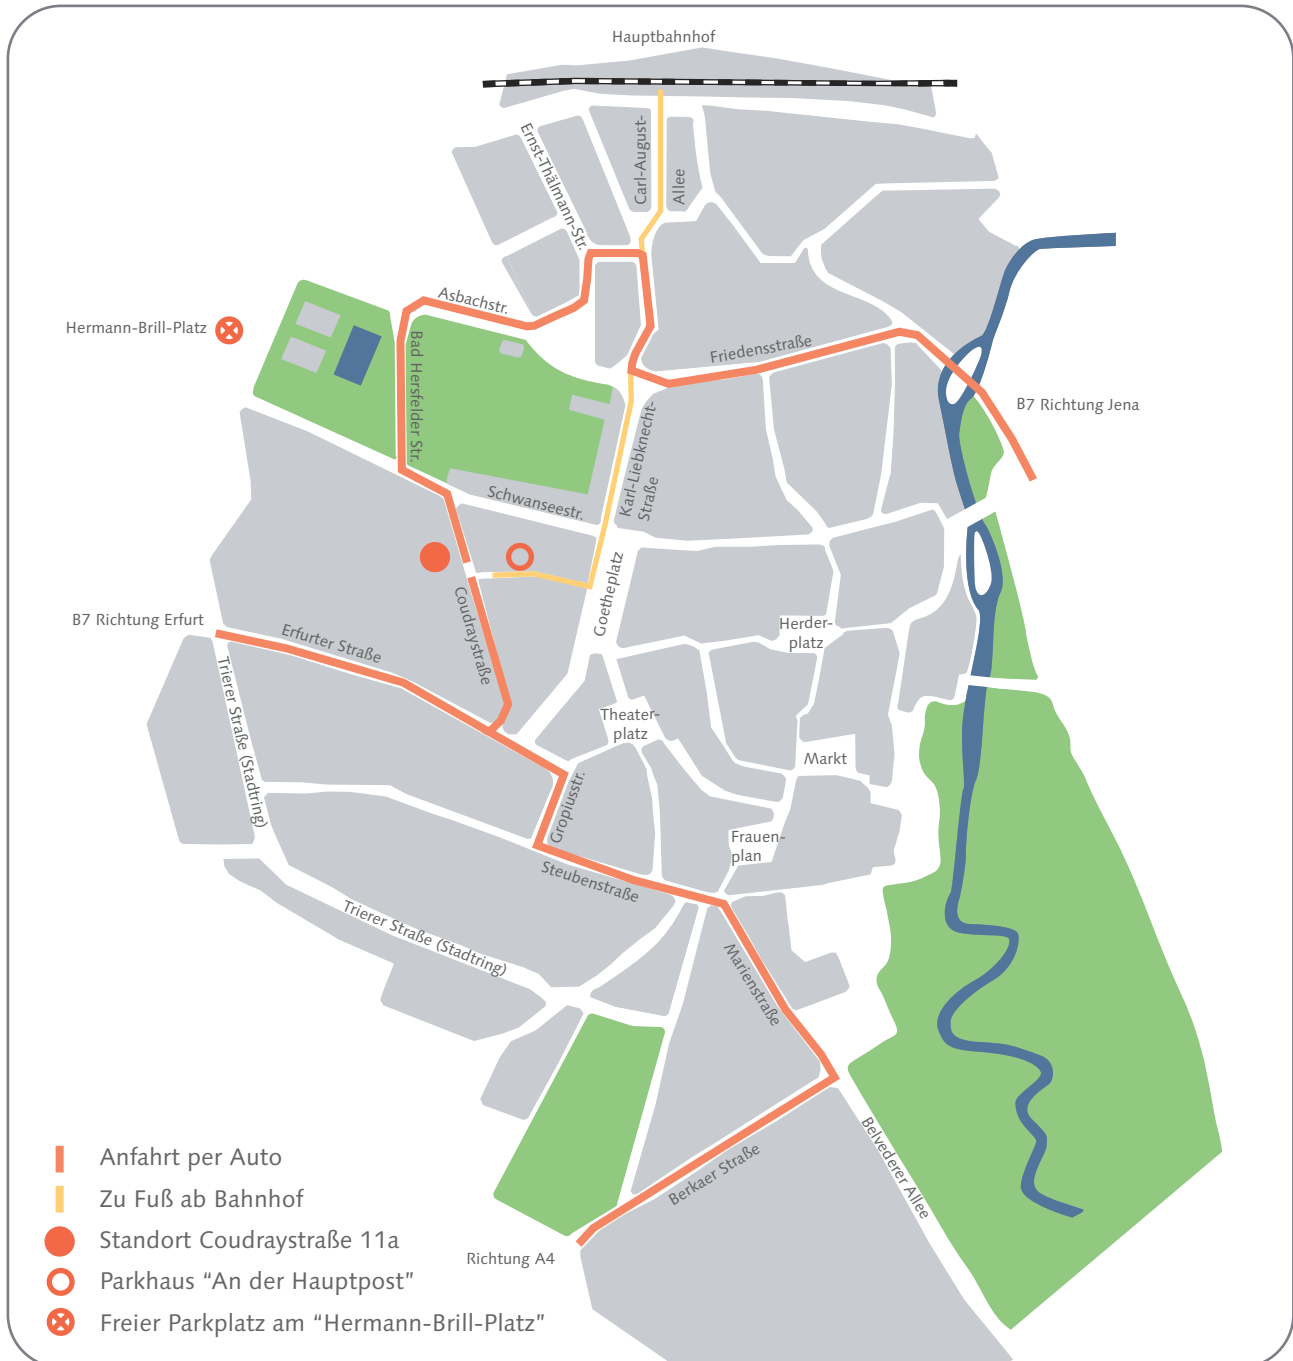 Hauptbahnhof
Carl-August-
Allee
Ernst-Thälmann-Str.
Asbachstr.
Hermann-Brill-Platz
Bad Hersfelder Str.
Friedensstraße
B7 Richtung Jena
Karl-Liebknecht-
Straße
Schwanseestr.
Goetheplatz
Coudraystraße
B7 Richtung Erfurt
Erfurter Straße
Herder-
platz
Trierer Straße (Stadtring)
Theater-
platz
Markt
Gropiusstr.
Frauen-
plan
Steubenstraße
Trierer Straße (Stadtring)
Marienstraße
Belvederer Allee
Berkaer Straße
Richtung A4
Anfahrt per Auto
Zu Fuß ab Bahnhof
Standort Coudraystraße 11a
Parkhaus “An der Hauptpost”
Freier Parkplatz am “Hermann-Brill-Platz”